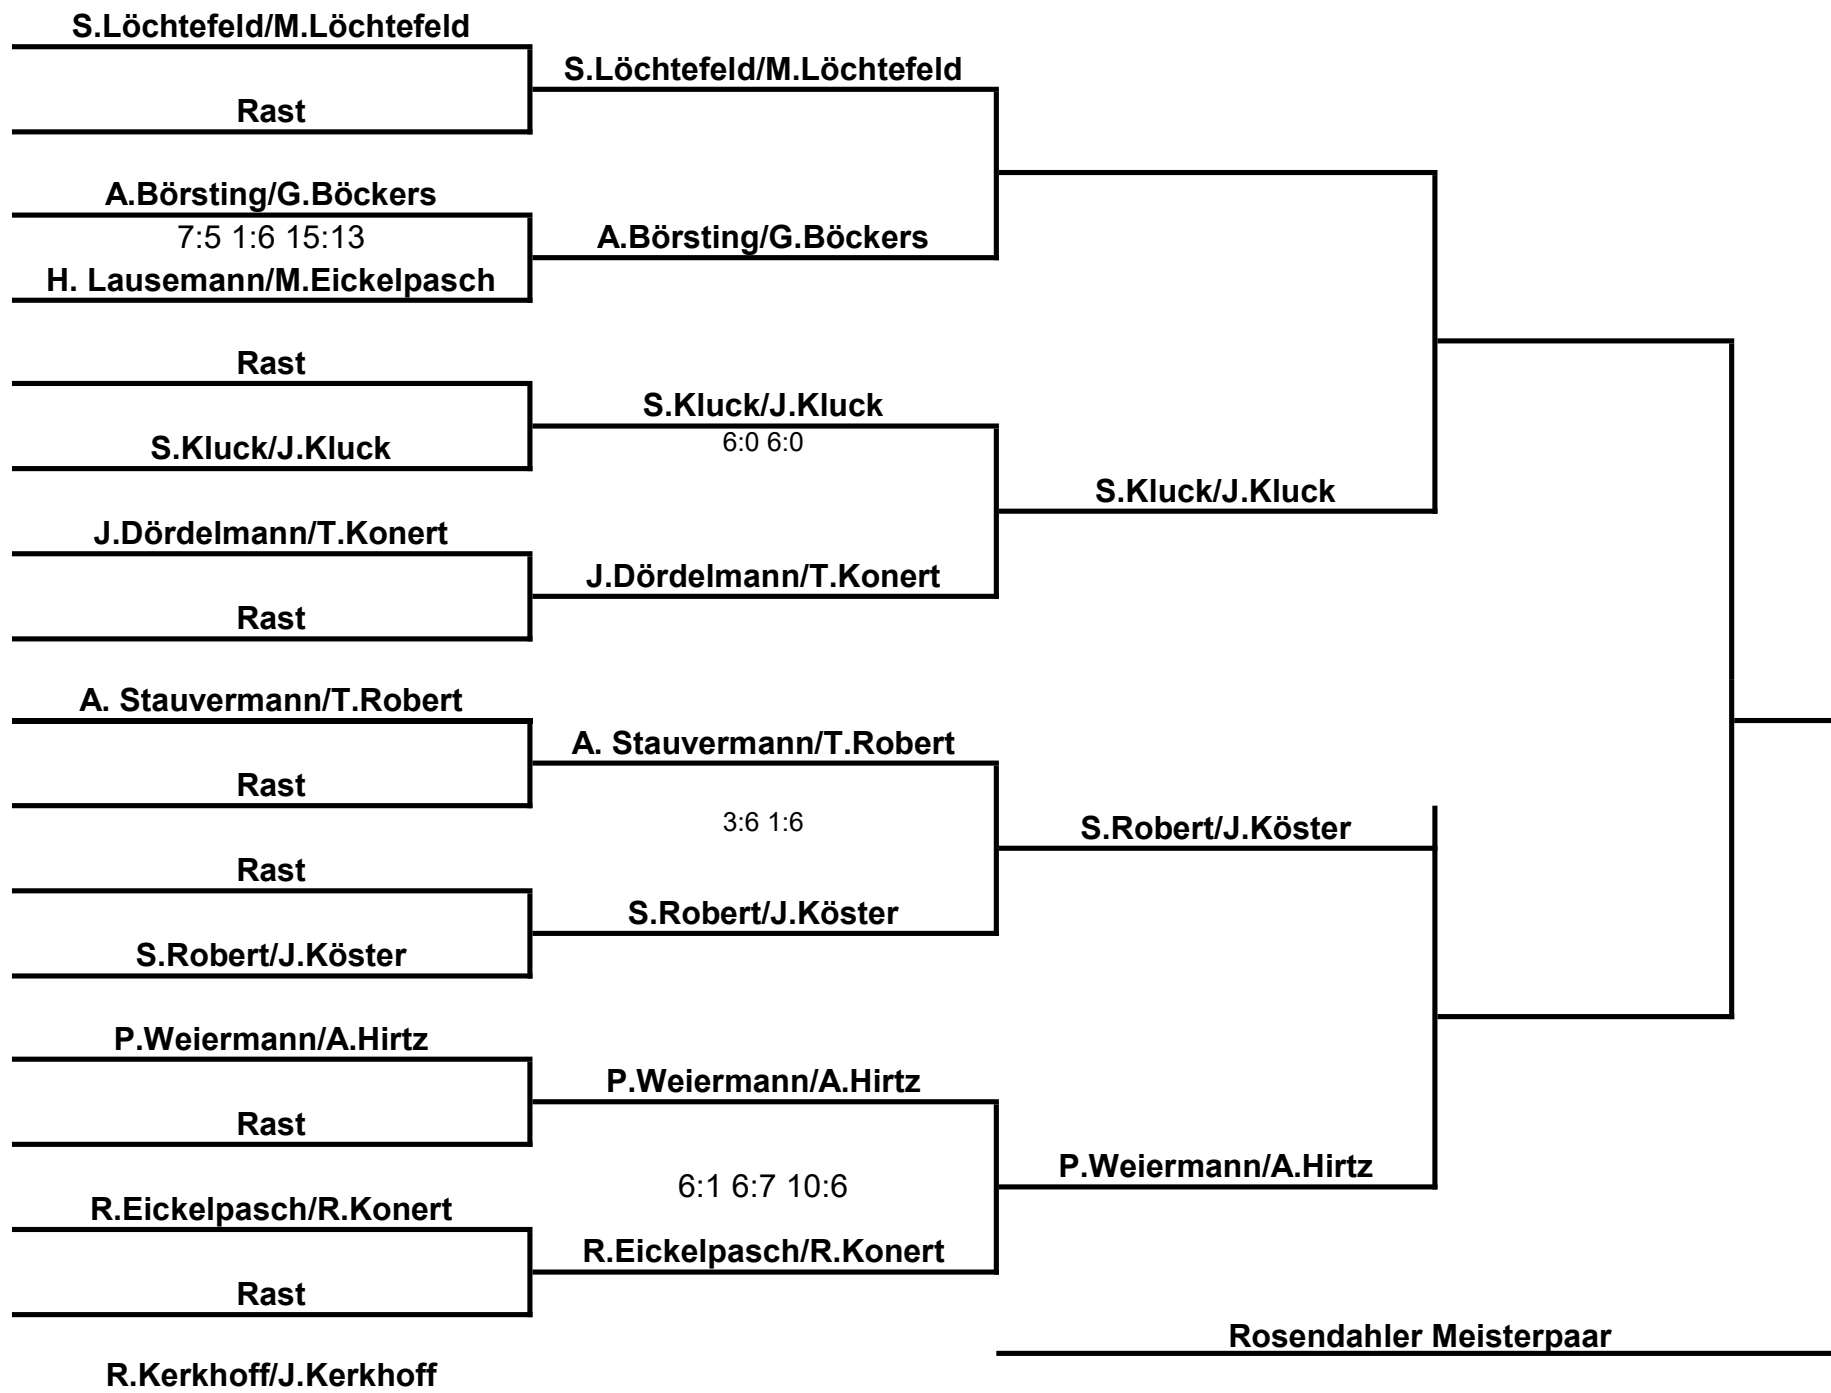 S.Löchtefeld/M.Löchtefeld
S.Löchtefeld/M.Löchtefeld
Rast
A.Börsting/G.Böckers
7:5 1:6 15:13
A.Börsting/G.Böckers
H. Lausemann/M.Eickelpasch
Rast
S.Kluck/J.Kluck
6:0 6:0
S.Kluck/J.Kluck
S.Kluck/J.Kluck
J.Dördelmann/T.Konert
J.Dördelmann/T.Konert
Rast
A. Stauvermann/T.Robert
A. Stauvermann/T.Robert
Rast
3:6 1:6
S.Robert/J.Köster
Rast
S.Robert/J.Köster
S.Robert/J.Köster
P.Weiermann/A.Hirtz
P.Weiermann/A.Hirtz
Rast
P.Weiermann/A.Hirtz
6:1 6:7 10:6
R.Eickelpasch/R.Konert
R.Eickelpasch/R.Konert
Rast
Rosendahler Meisterpaar
R.Kerkhoff/J.Kerkhoff